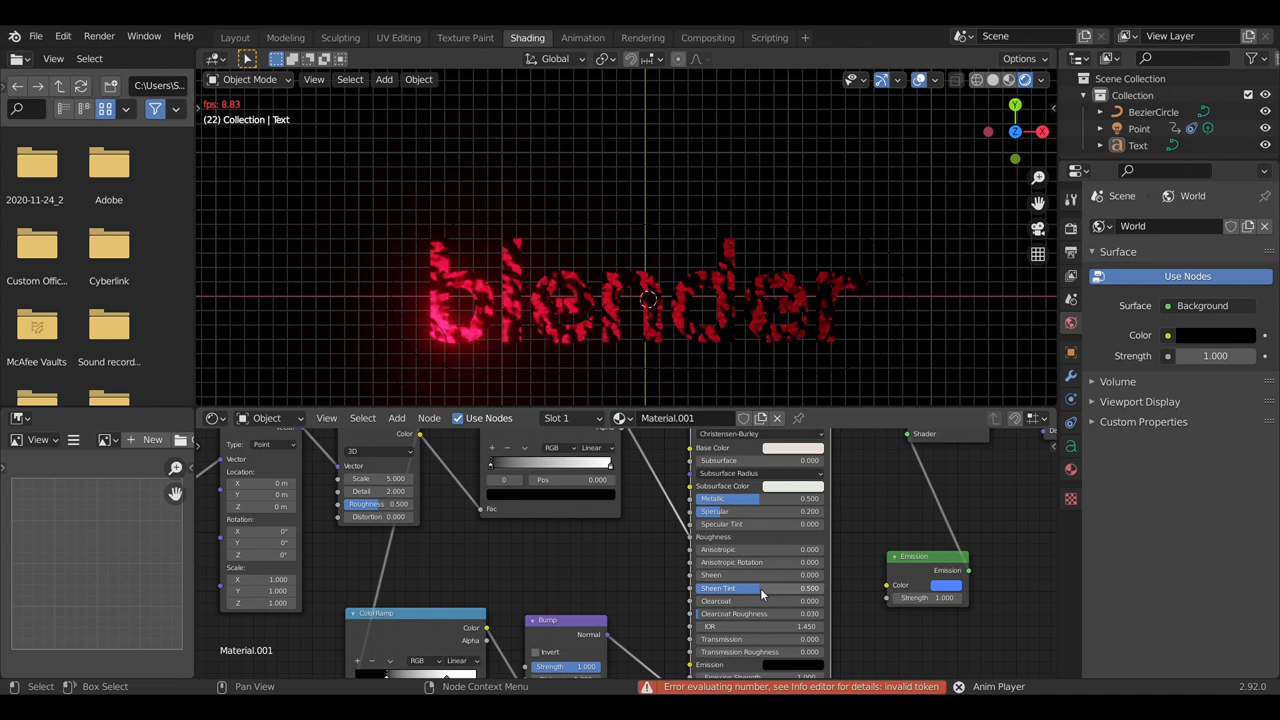 File Edit Render Window Help Layout Modeling Sculpting UV Editing Texture Paint Shading Animation Rendering Compositing Scripting + Scene View Layer
View Select Global Options
C:\Users\S... Object Mode View Select Add Object
fps: 8.83
(22) Collection | Text
Y
Z X
2020-11-24_2 Adobe
Custom Offic... Cyberlink
McAfee Vaults Sound record...
blender
Scene Collection
Collection
BezierCircle
Point
Text
Scene World
World
Surface
Use Nodes
Surface Background
Color
Strength 1.000
Volume
Viewport Display
Custom Properties
Object View Select Add Node Use Nodes Slot 1 Material.001
View New
Type: Point
Vector
Location:
X 0 m
Y 0 m
Z 0 m
Rotation:
X 0°
Y 0°
Z 0°
Scale:
X 1.000
Y 1.000
Z 1.000
Color
3D
Vector
Scale 5.000
Detail 2.000
Roughness 0.500
Distortion 0.000
RGB Linear
0 Pos 0.000
Fac
Christensen-Burley
Base Color
Subsurface 0.000
Subsurface Radius
Subsurface Color
Metallic 0.500
Specular 0.200
Specular Tint 0.000
Roughness
Anisotropic 0.000
Anisotropic Rotation 0.000
Sheen 0.000
Sheen Tint 0.500
Clearcoat 0.000
Clearcoat Roughness 0.030
IOR 1.450
Transmission 0.000
Transmission Roughness 0.000
Emission
Emission Strength 1.000
Shader
Emission
Emission
Color
Strength 1.000
ColorRamp
Color
Alpha
RGB Linear
Bump
Normal
Invert
Strength 1.000
Material.001
Select Box Select Pan View Node Context Menu Error evaluating number, see Info editor for details: invalid token Anim Player 2.92.0